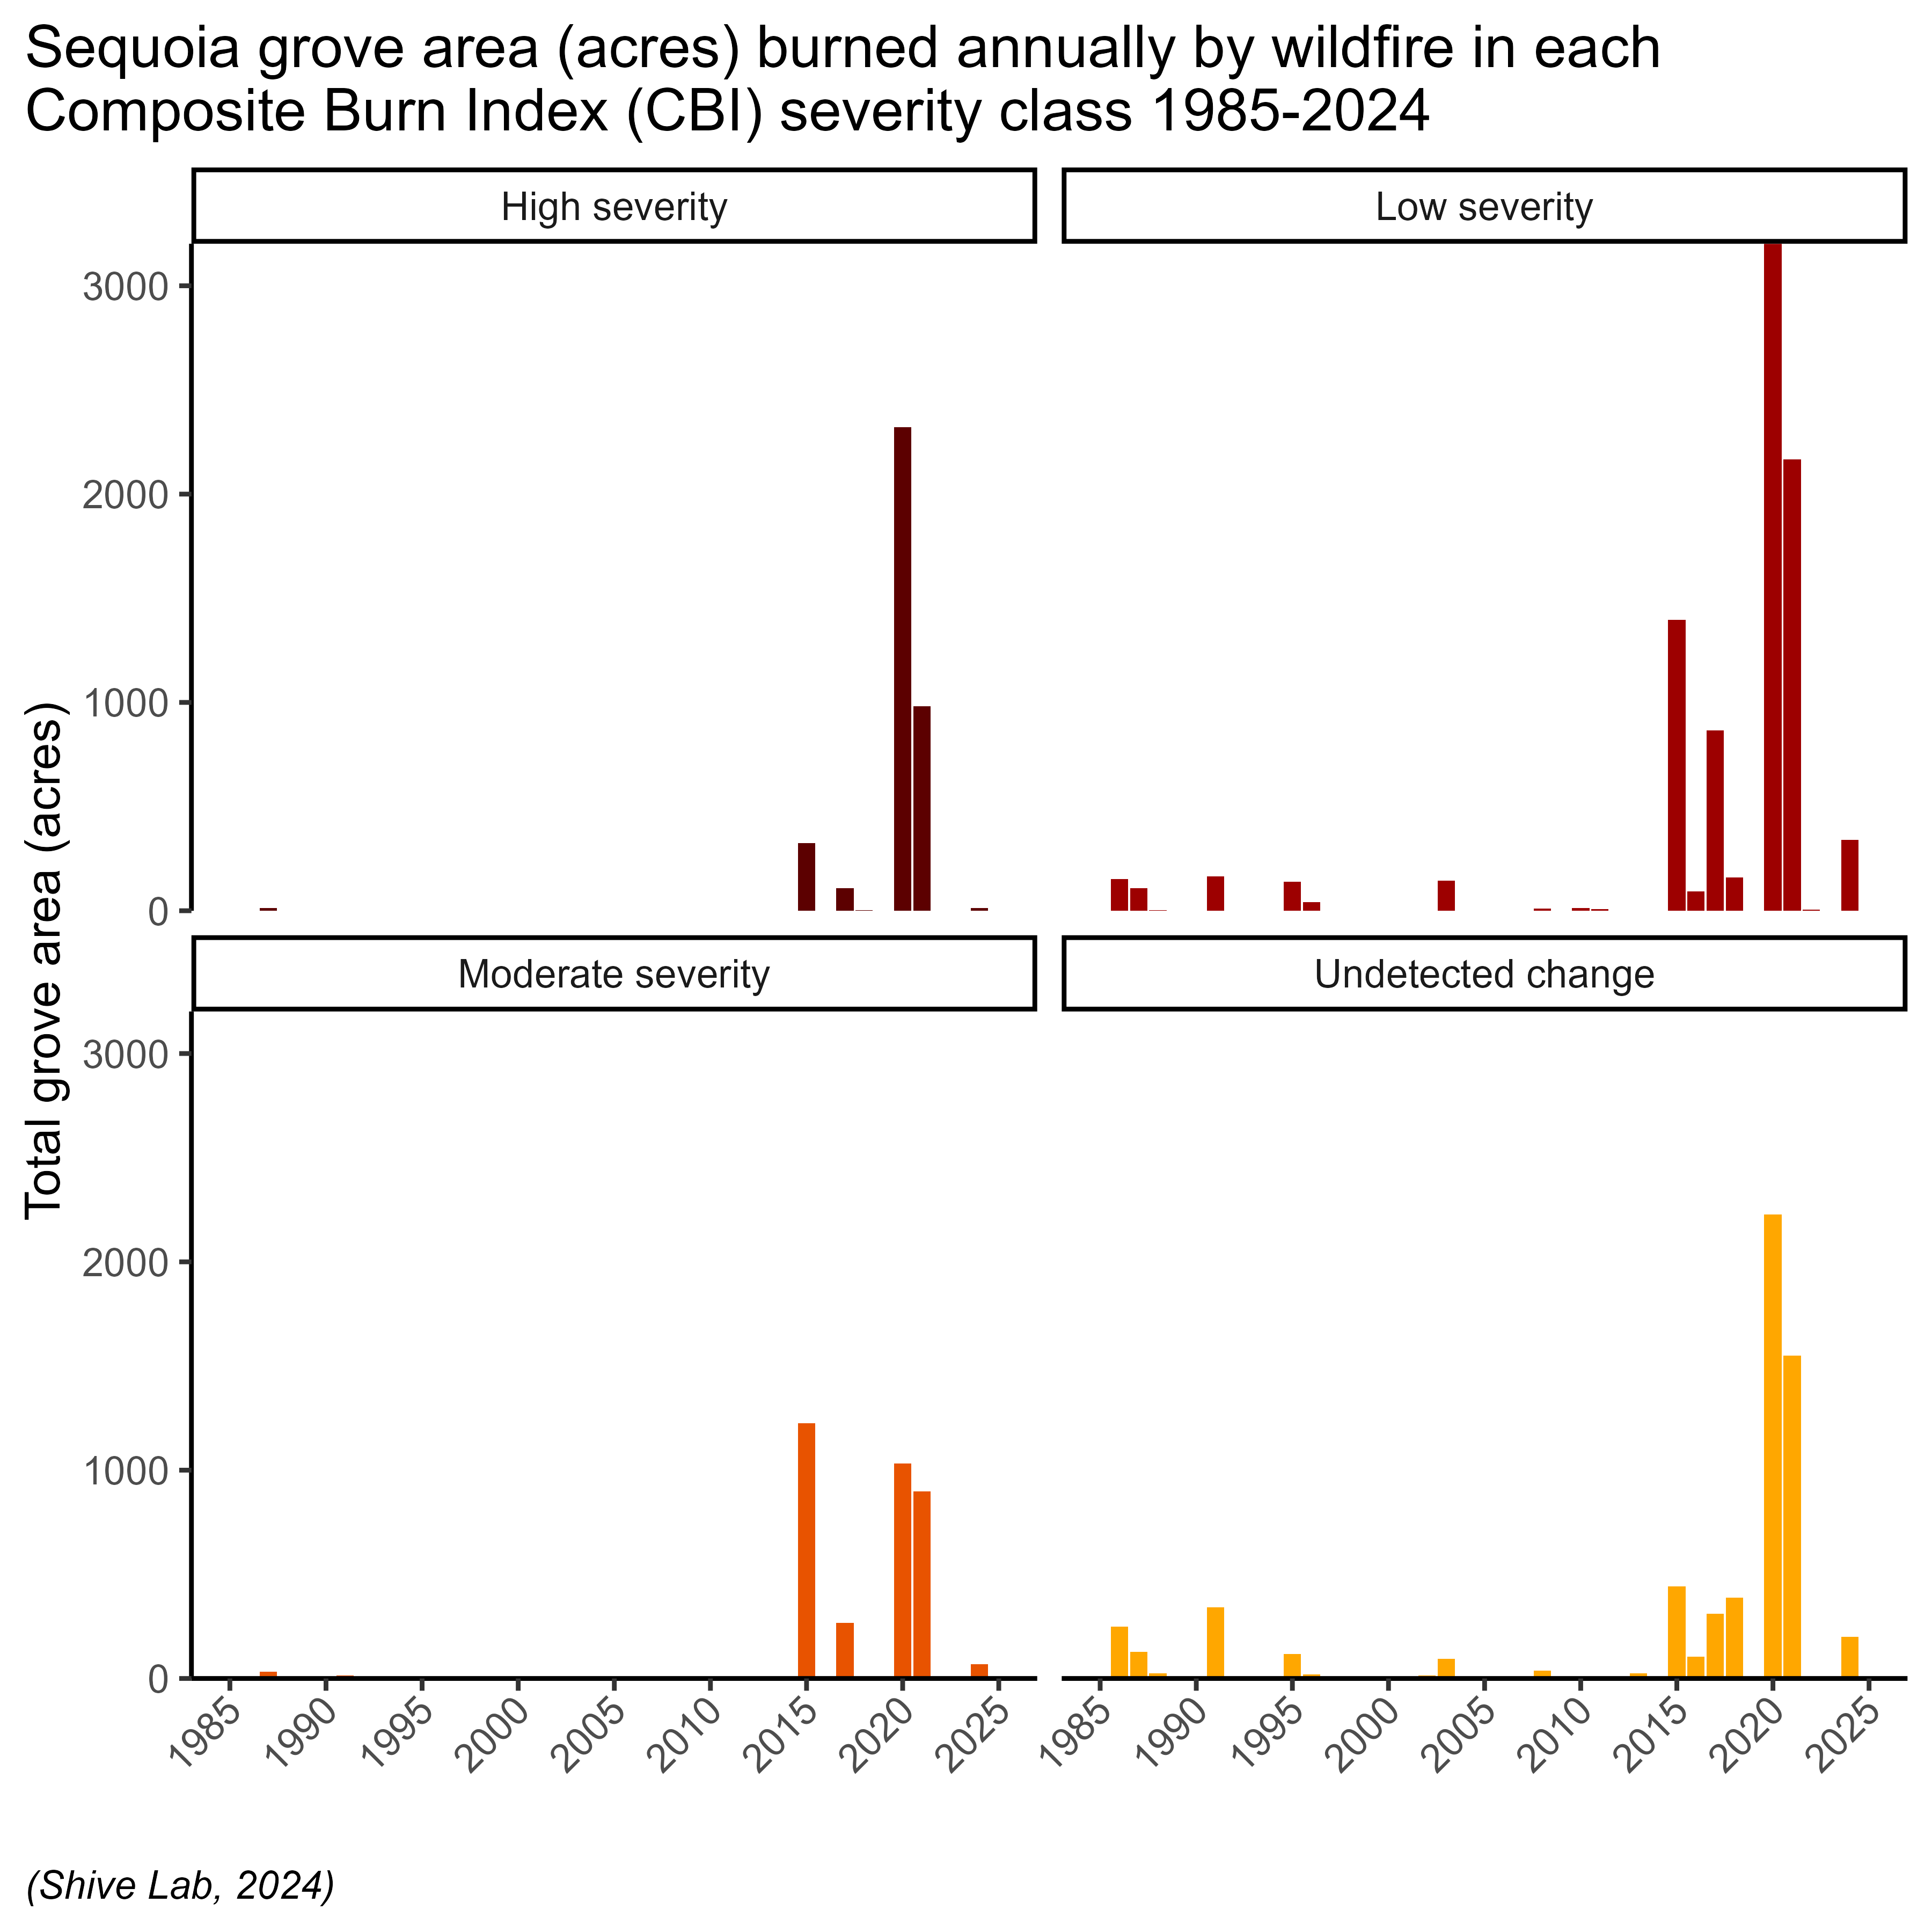 Sequoia grove area (acres) burned annually by wildfire in each
Composite Burn Index (CBI) severity class 1985-2024
High severity
Low severity
3000
2000
1000
0
Moderate severity
Undetected change
3000
2000
1000
0
Total grove area (acres)
1985 1990 1995 2000 2005 2010 2015 2020 2025
1985 1990 1995 2000 2005 2010 2015 2020 2025
(Shive Lab, 2024)